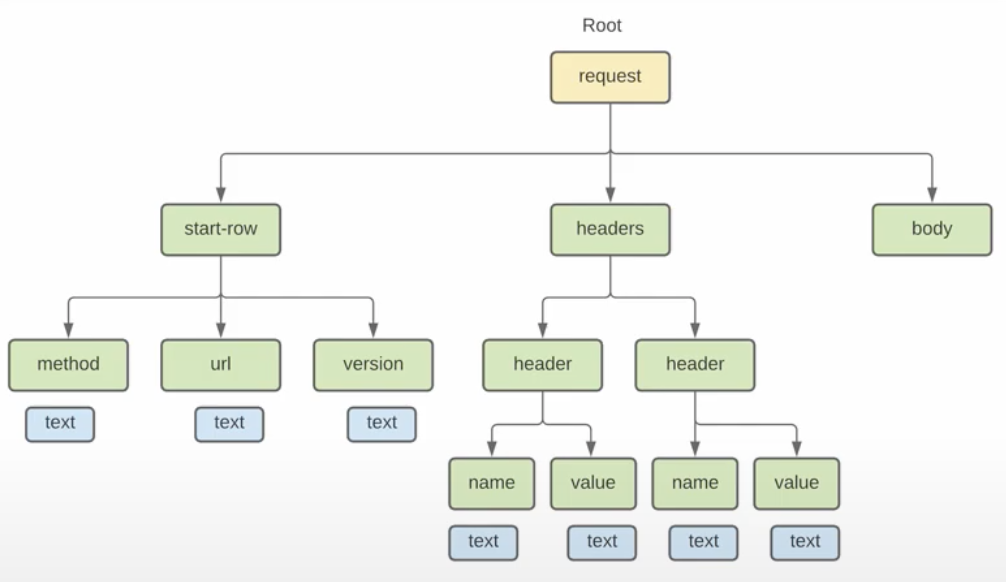 Root
request
start-row
headers
body
method
url
version
header
header
text
text
text
name
value
name
value
text
text
text
text